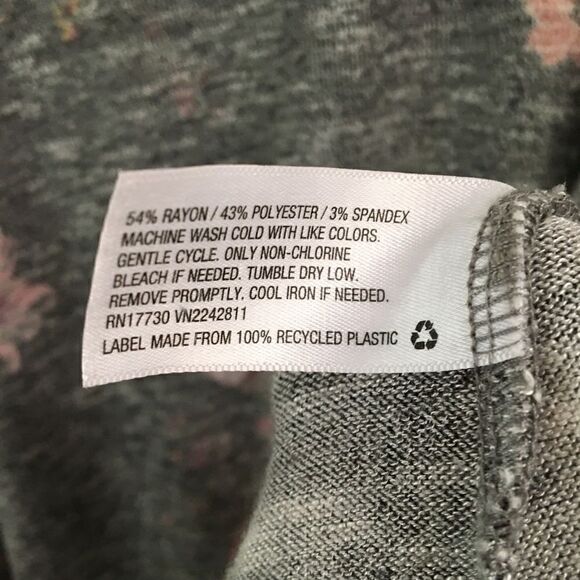 54% RAYON / 43% POLYESTER / 3% SPANDEX
MACHINE WASH COLD WITH LIKE COLORS.
GENTLE CYCLE. ONLY NON-CHLORINE
BLEACH IF NEEDED. TUMBLE DRY LOW.
REMOVE PROMPTLY. COOL IRON IF NEEDED.
RN17730 VN2242811
LABEL MADE FROM 100% RECYCLED PLASTIC